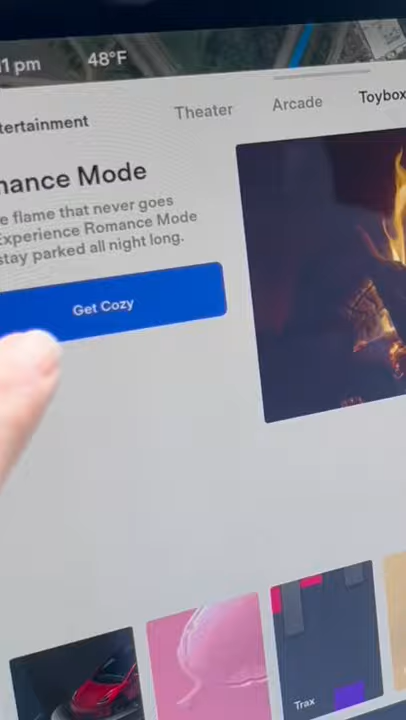 1 pm 48°F
tertainment Theater Arcade Toybox
mance Mode
e flame that never goes
Experience Romance Mode
stay parked all night long.
Get Cozy
Trax